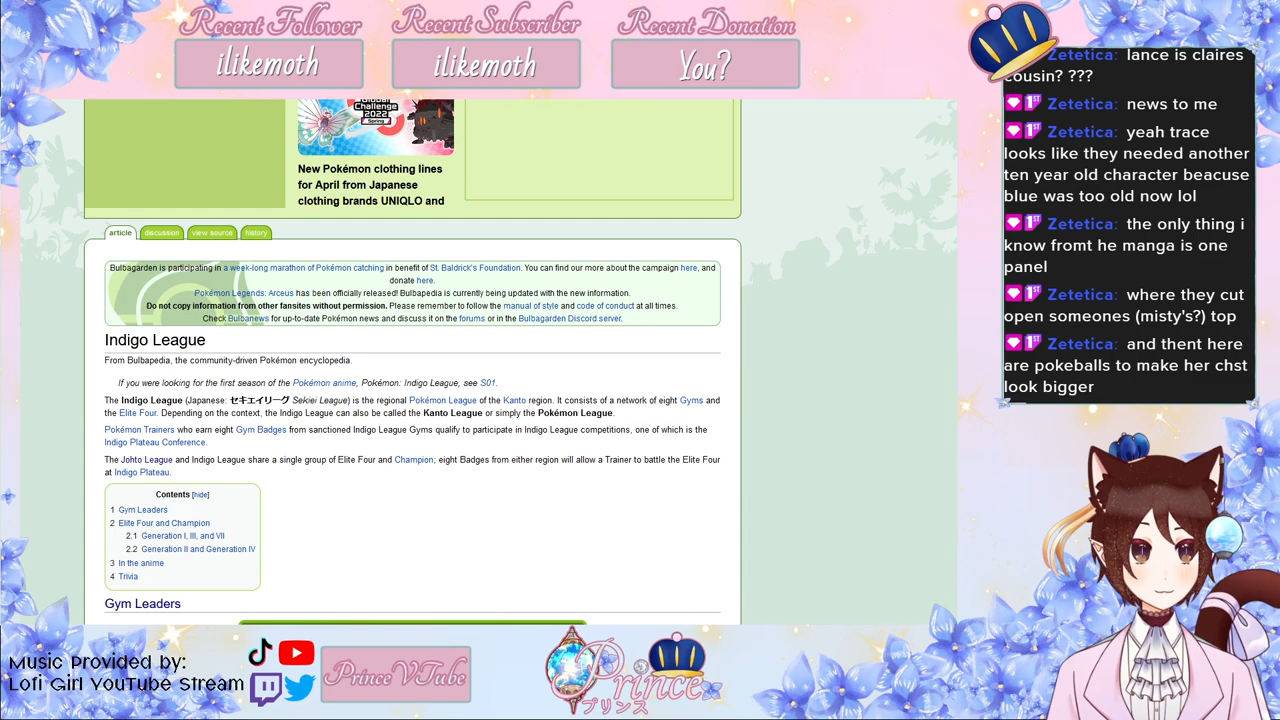 Recent Follower
Recent Subscriber
Recent Donation
ilikemoth
ilikemoth
You?
Global
Challenge
2022
Spring
New Pokémon clothing lines
for April from Japanese
clothing brands UNIQLO and
article
discussion
view source
history
Bulbagarden is participating in a week-long marathon of Pokémon catching in benefit of St. Baldrick's Foundation. You can find our more about the campaign here, and
donate here.
Pokémon Legends: Arceus has been officially released! Bulbapedia is currently being updated with the new information.
Do not copy information from other fansites without permission. Please remember to follow the manual of style and code of conduct at all times.
Check Bulbanews for up-to-date Pokémon news and discuss it on the forums or in the Bulbagarden Discord server.
Indigo League
From Bulbapedia, the community-driven Pokémon encyclopedia.
If you were looking for the first season of the Pokémon anime, Pokémon: Indigo League, see S01.
The Indigo League (Japanese: セキエイリーグ Sekiei League) is the regional Pokémon League of the Kanto region. It consists of a network of eight Gyms and
the Elite Four. Depending on the context, the Indigo League can also be called the Kanto League or simply the Pokémon League.
Pokémon Trainers who earn eight Gym Badges from sanctioned Indigo League Gyms qualify to participate in Indigo League competitions, one of which is the
Indigo Plateau Conference.
The Johto League and Indigo League share a single group of Elite Four and Champion; eight Badges from either region will allow a Trainer to battle the Elite Four
at Indigo Plateau.
Contents [hide]
1 Gym Leaders
2 Elite Four and Champion
2.1 Generation I, III, and VII
2.2 Generation II and Generation IV
3 In the anime
4 Trivia
Gym Leaders
Zetetica: lance is claires
cousin? ???
1ST Zetetica: news to me
1ST Zetetica: yeah trace
looks like they needed another
ten year old character beacuse
blue was too old now lol
1ST Zetetica: the only thing i
know fromt he manga is one
panel
1ST Zetetica: where they cut
open someones (misty's?) top
1ST Zetetica: and thent here
are pokeballs to make her chst
look bigger
Music Provided by:
Lofi Girl YouTube Stream
Prince VTube
Prince
プリンス